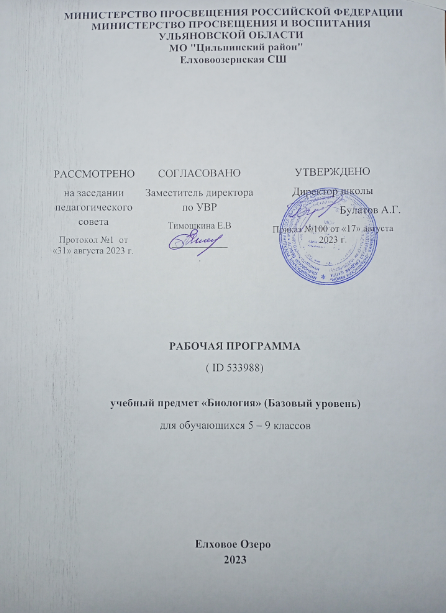 МИНИСТЕРСТВО ПРОСВЕЩЕНИЯ РОССИЙСКОЙ ФЕДЕРАЦИИ
МИНИСТЕРСТВО ПРОСВЕЩЕНИЯ И ВОСПИТАНИЯ
УЛЬЯНОВСКОЙ ОБЛАСТИ
МО "Цильнинский район"
Елховоозернская СШ
РАССМОТРЕНО
на заседании
педагогического
совета
Протокол №1 от
«31» августа 2023 г.
СОГЛАСОВАНО
Заместитель директора
по УВР
Тимошкина Е.В
УТВЕРЖДЕНО
Директор школы
Булатов А.Г.
Приказ №100 от «17» августа
2023 г.
РАБОЧАЯ ПРОГРАММА
( ID 533988)
учебный предмет «Биология» (Базовый уровень)
для обучающихся 5 – 9 классов
Елховое Озеро
2023